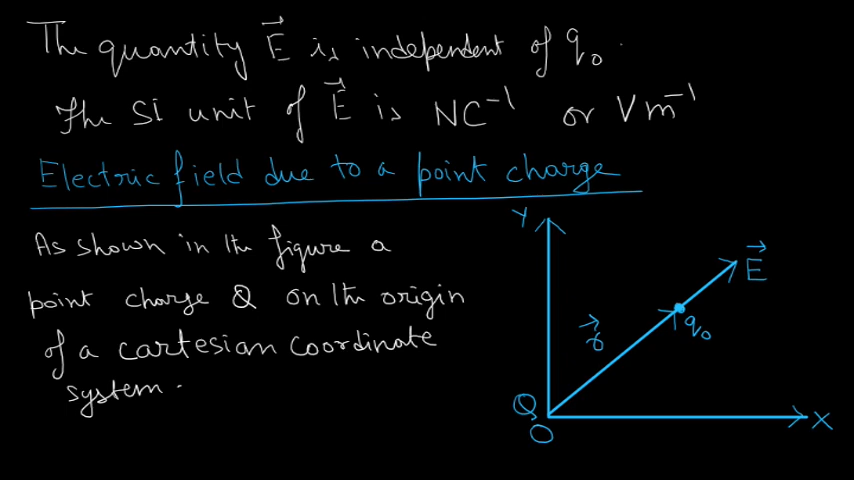 The quantity E⃗ is independent of q₀.
The SI unit of E⃗ is NC⁻¹ or Vm⁻¹
Electric field due to a point charge
As shown in the figure a
point charge Q on the origin
of a cartesian coordinate
system.
Y
E⃗
r⃗
q₀
Q
O
X